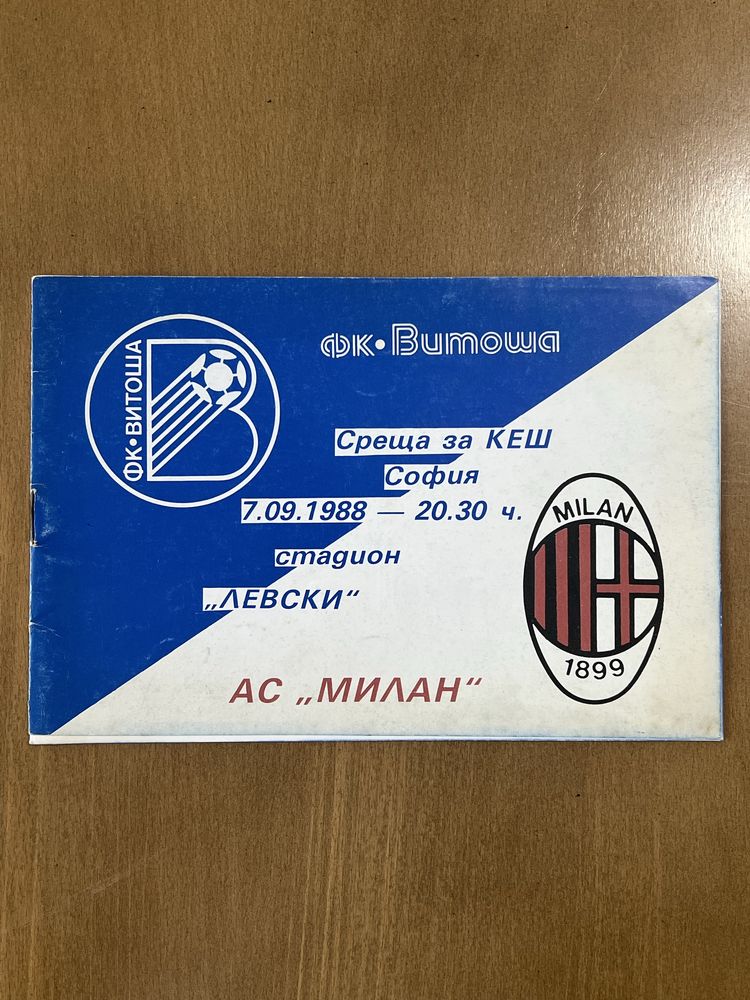 ФК•ВИТОША
фк•Витоша
Среща за КЕШ
София
7.09.1988 — 20.30 ч.
стадион
„ЛЕВСКИ“
АС „МИЛАН“
MILAN
1899